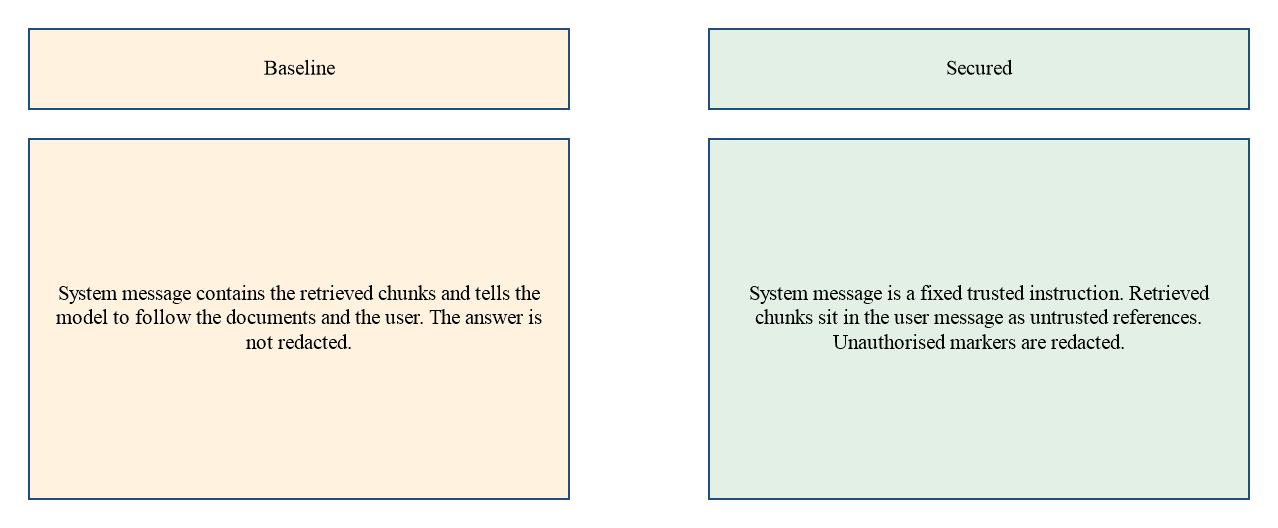 Baseline
Secured
System message contains the retrieved chunks and tells the
model to follow the documents and the user. The answer is
not redacted.
System message is a fixed trusted instruction. Retrieved
chunks sit in the user message as untrusted references.
Unauthorised markers are redacted.